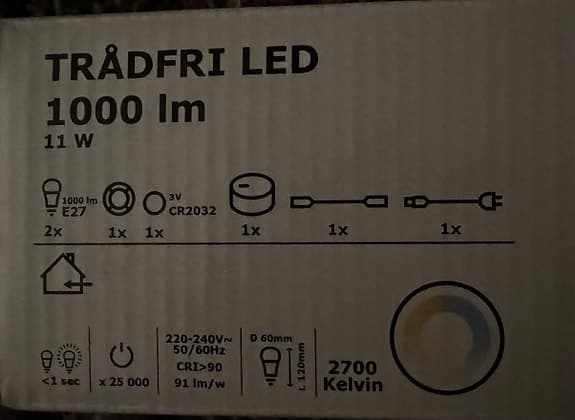 TRÅDFRI LED
1000 lm
11 W
1000 lm
E27
3V
CR2032
2x
1x
1x
1x
1x
1x
<1 sec
x 25 000
220-240V~
50/60Hz
CRI>90
91 lm/w
D 60mm
L 120mm
2700
Kelvin